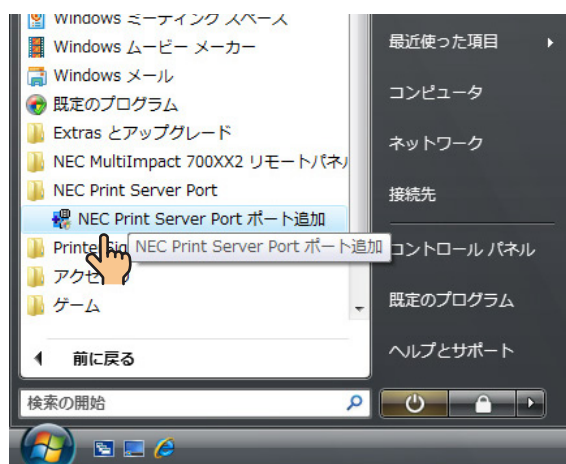 Windows ミーティング スペース
Windows ムービー メーカー
Windows メール
既定のプログラム
Extras とアップグレード
NEC MultiImpact 700XX2 リモートパネル
NEC Print Server Port
NEC Print Server Port ポート追加
NEC Print Server Port ポート追加
アクセ
ゲーム
前に戻る
検索の開始
最近使った項目
コンピュータ
ネットワーク
接続先
コントロール パネル
既定のプログラム
ヘルプとサポート